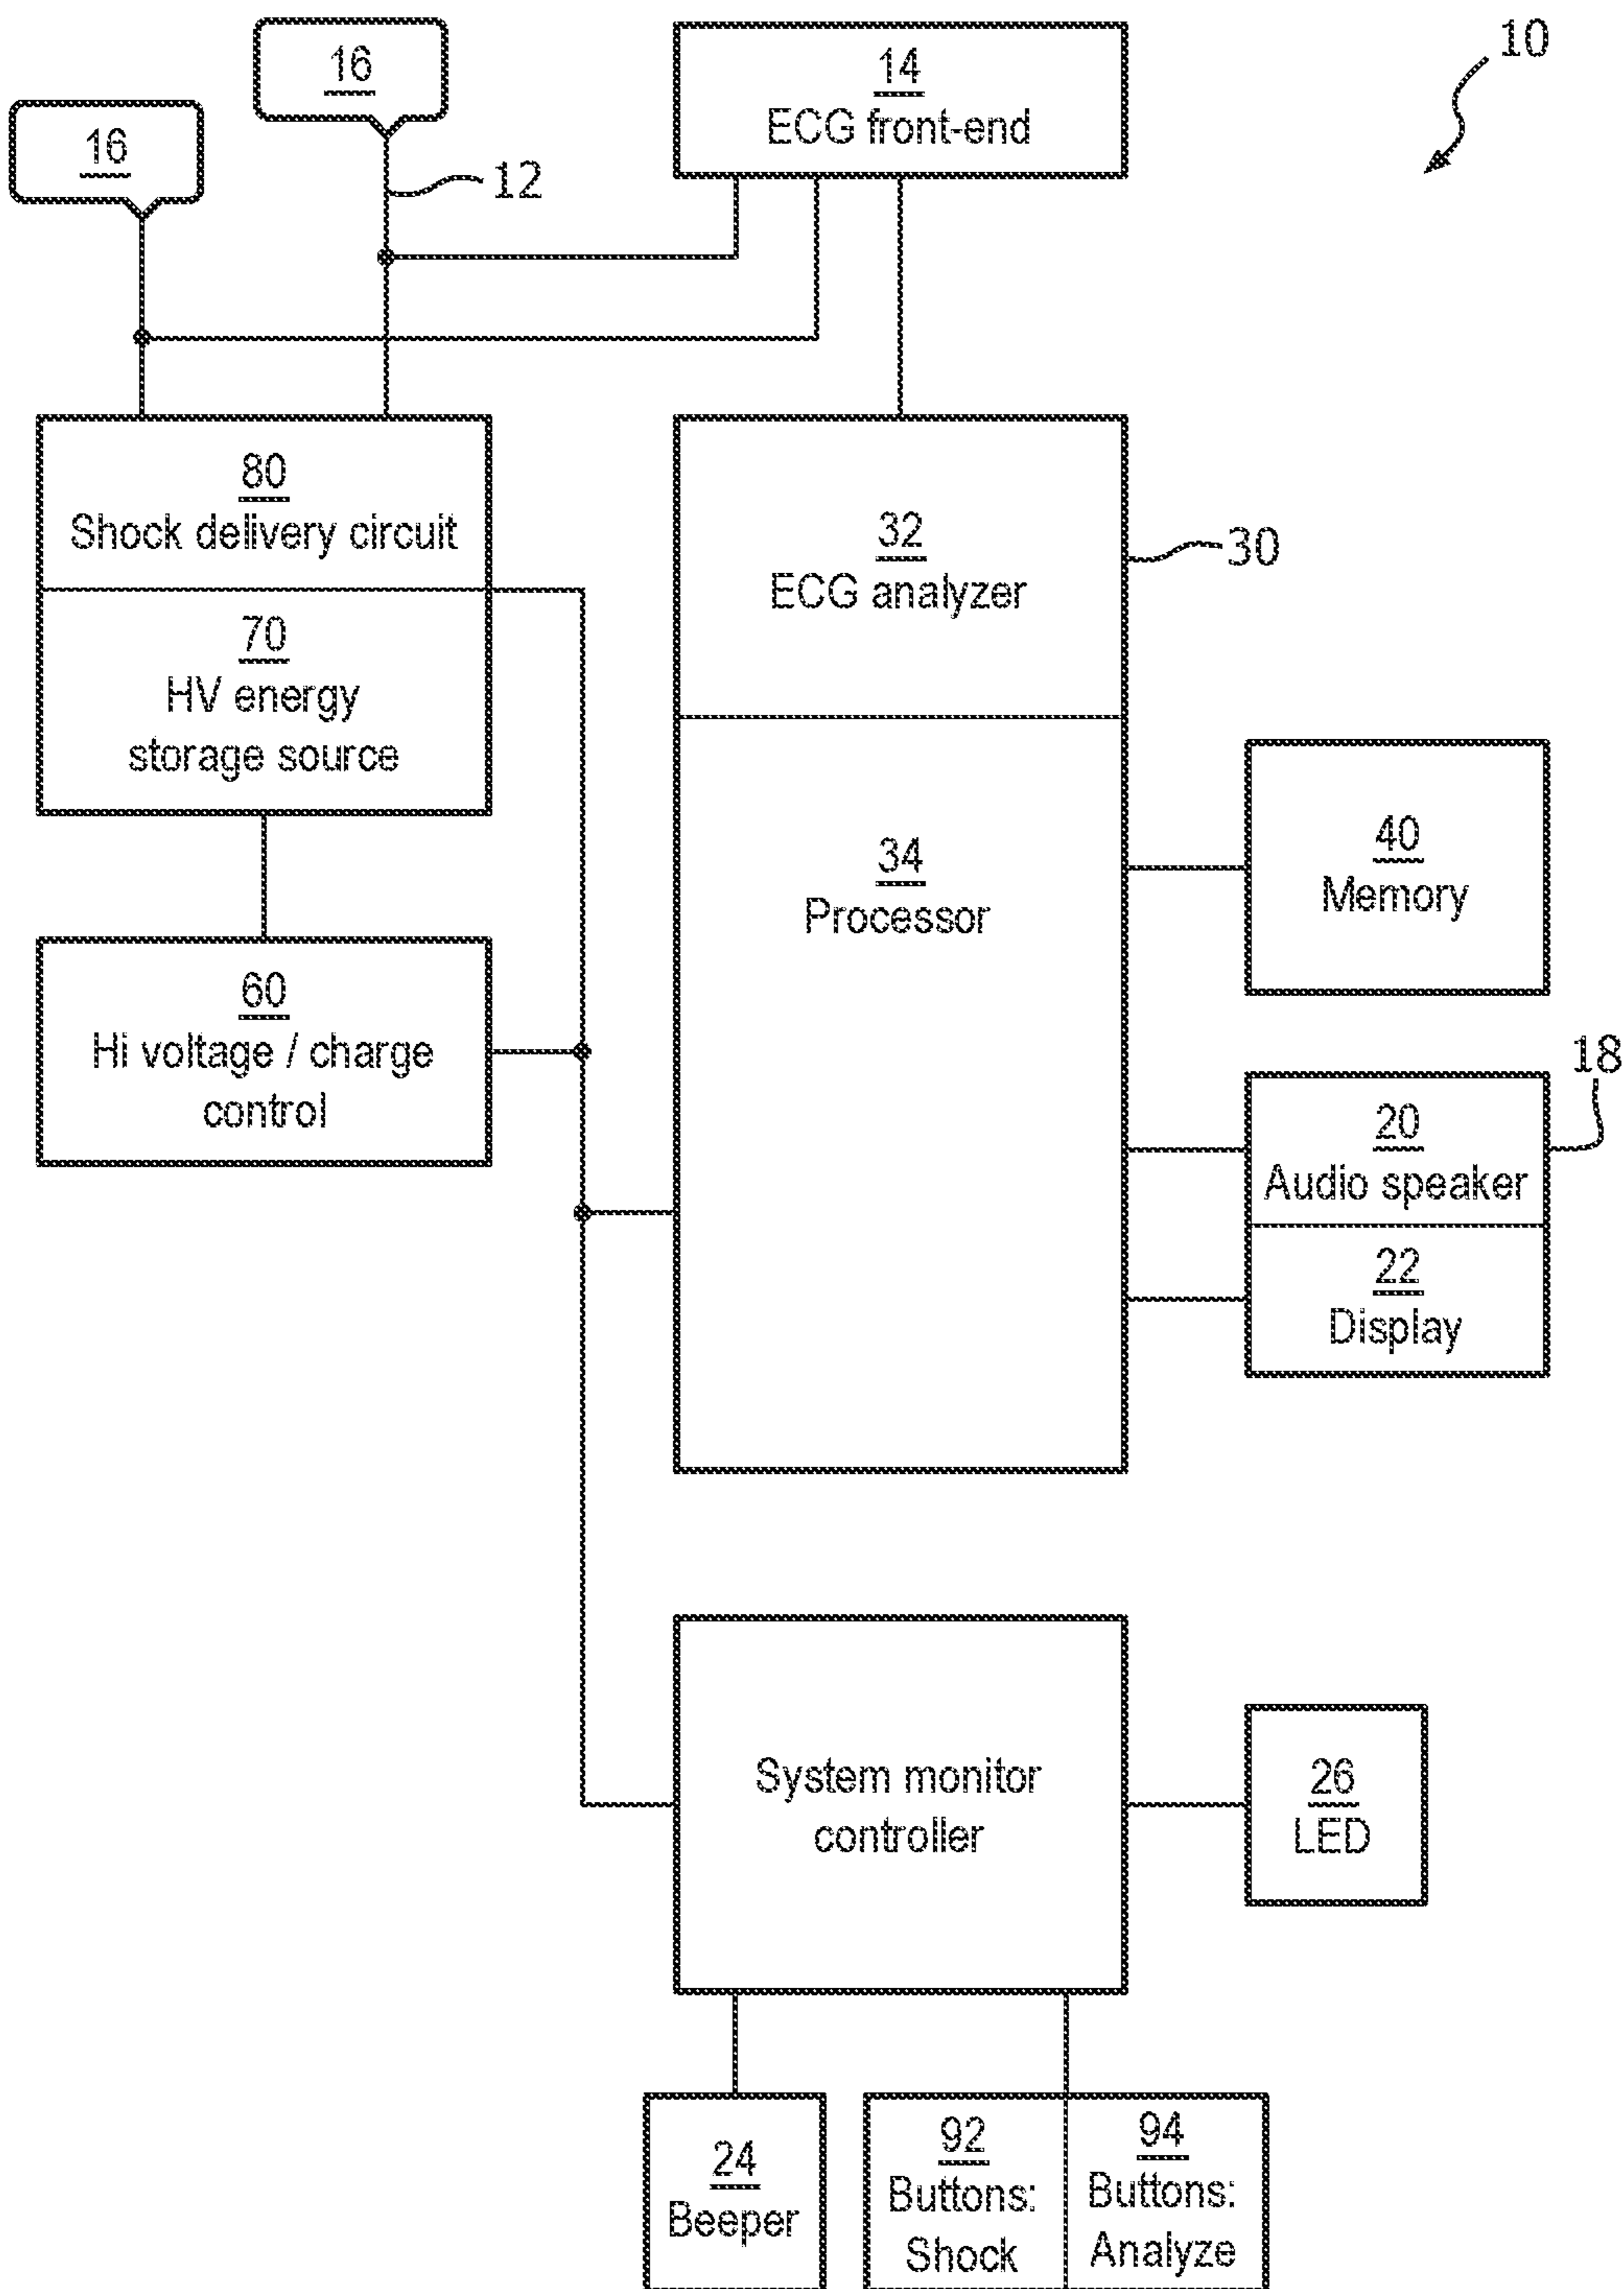 10
16
14
ECG front-end
16
12
80
Shock delivery circuit
32
ECG analyzer
30
70
HV energy
storage source
40
Memory
34
Processor
60
Hi voltage / charge
control
18
20
Audio speaker
22
Display
System monitor
controller
26
LED
24
Beeper
92
Buttons:
Shock
94
Buttons:
Analyze